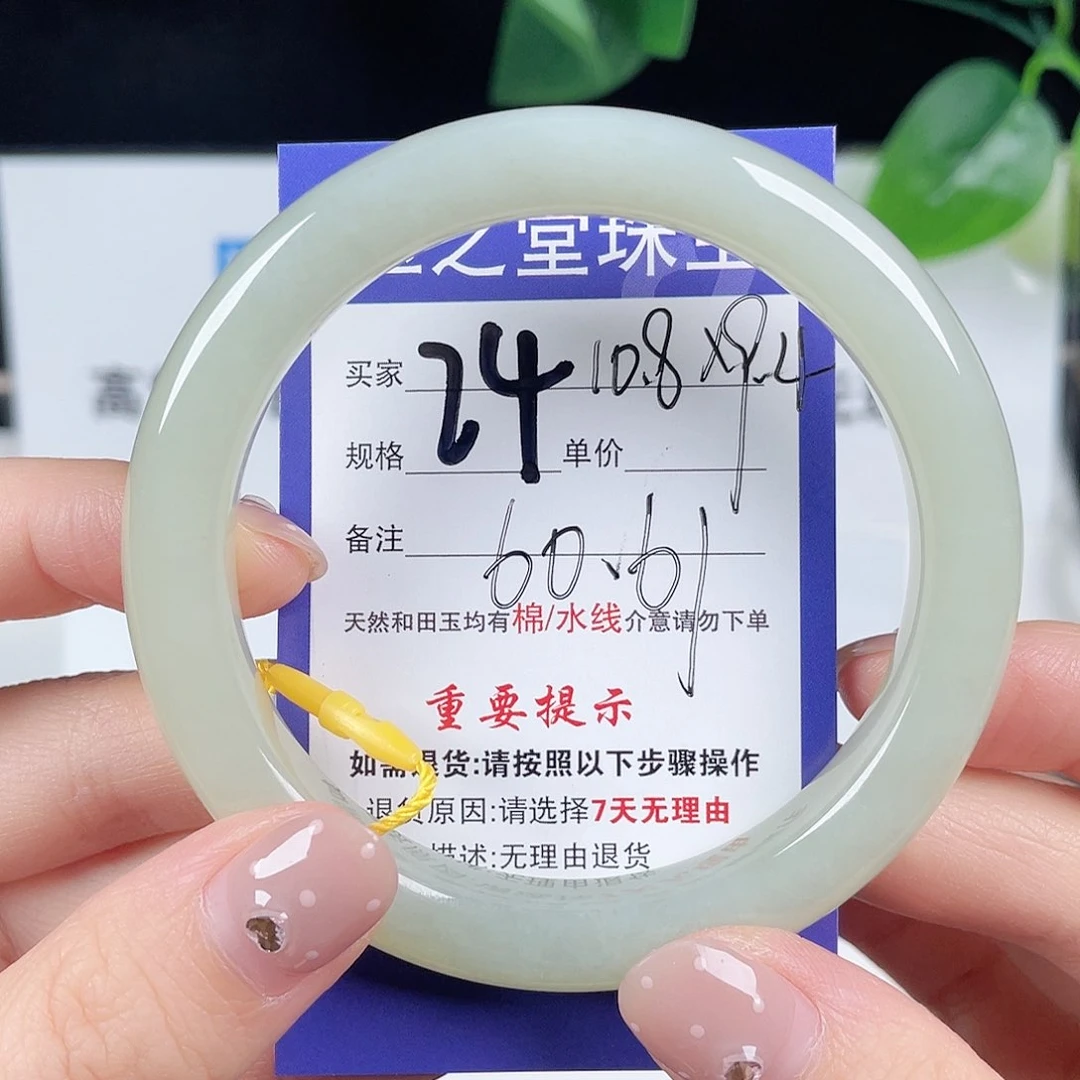 之堂珠
买家 24 10.8×9.4
规格 单价
备注 60.61
天然和田玉均有棉/水线介意请勿下单
重要提示
如需退货:请按照以下步骤操作
退货原因:请选择7天无理由
描述:无理由退货